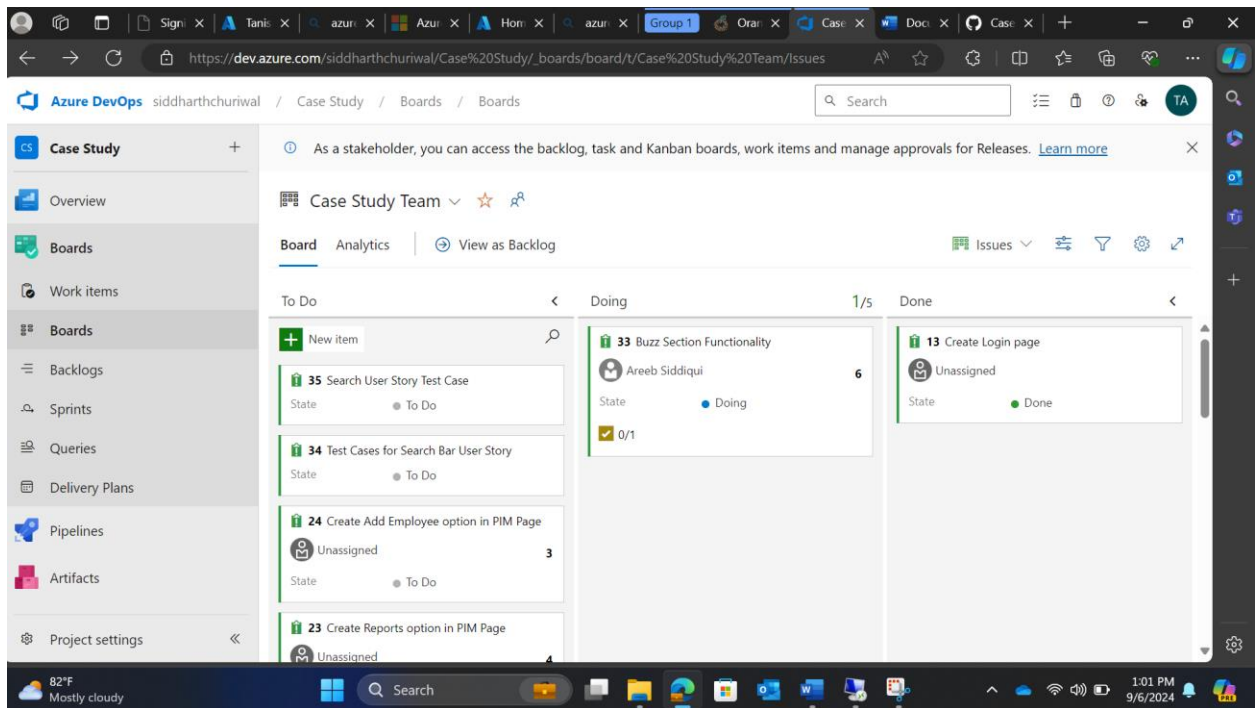 Signi
Tanis
azure
Azur
Hom
azur
Group 1
Oran
Case
Docu
Case
https://dev.azure.com/siddharthchuriwal/Case%20Study/_boards/board/t/Case%20Study%20Team/Issues
Azure DevOps siddharthchuriwal / Case Study / Boards / Boards
Search
TA
CS Case Study
As a stakeholder, you can access the backlog, task and Kanban boards, work items and manage approvals for Releases. Learn more
Overview
Boards
Work items
Boards
Backlogs
Sprints
Queries
Delivery Plans
Pipelines
Artifacts
Project settings
Case Study Team
Board Analytics View as Backlog
Issues
To Do
New item
35 Search User Story Test Case
State To Do
34 Test Cases for Search Bar User Story
State To Do
24 Create Add Employee option in PIM Page
Unassigned 3
State To Do
23 Create Reports option in PIM Page
Unassigned 4
Doing 1/5
33 Buzz Section Functionality
Areeb Siddiqui 6
State Doing
0/1
Done
13 Create Login page
Unassigned
State Done
82°F
Mostly cloudy
Search
1:01 PM
9/6/2024
PRE